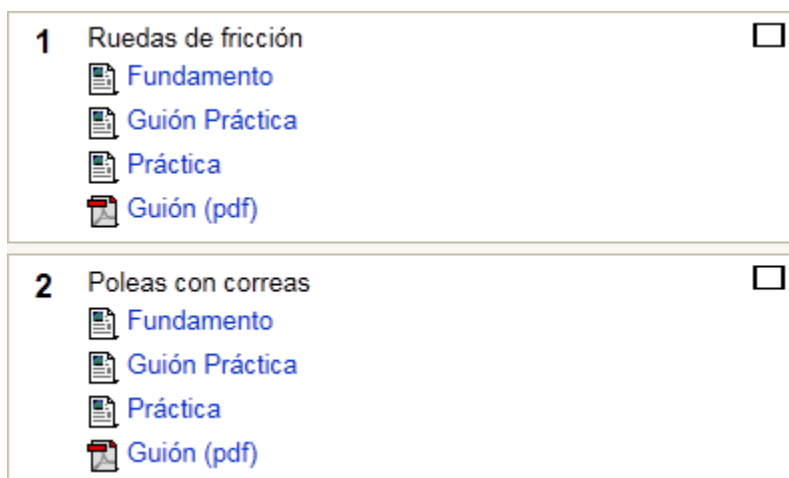 1 Ruedas de fricción
Fundamento
Guión Práctica
Práctica
Guión (pdf)
2 Poleas con correas
Fundamento
Guión Práctica
Práctica
Guión (pdf)